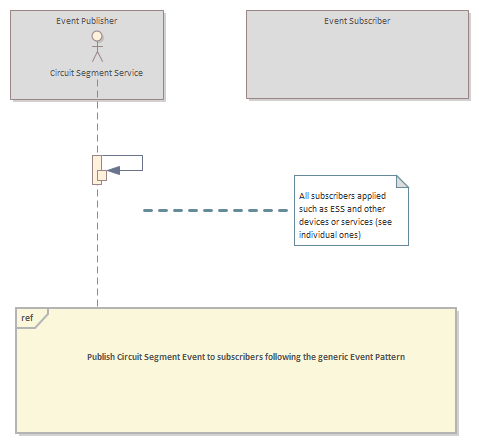 Event Publisher
Event Subscriber
Circuit Segment Service
All subscribers applied
such as ESS and other
devices or services (see
individual ones)
ref
Publish Circuit Segment Event to subscribers following the generic Event Pattern